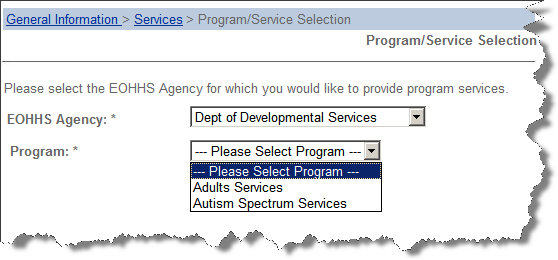 General Information > Services > Program/Service Selection
Program/Service Selection
Please select the EOHHS Agency for which you would like to provide program services.
EOHHS Agency: * Dept of Developmental Services
Program: * --- Please Select Program ---
--- Please Select Program ---
Adults Services
Autism Spectrum Services